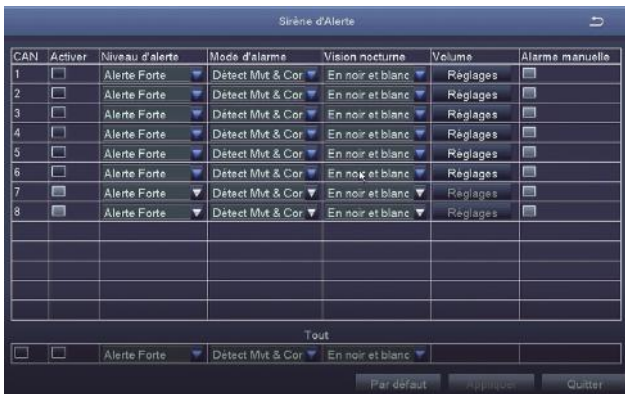 Sirène d'Alerte
CAN Activer Niveau d'alerte Mode d'alarme Vision nocturne Volume Alarme manuelle
1 Alerte Forte Détect Mvt & Cor En noir et blanc Réglages
2 Alerte Forte Détect Mvt & Cor En noir et blanc Réglages
3 Alerte Forte Détect Mvt & Cor En noir et blanc Réglages
4 Alerte Forte Détect Mvt & Cor En noir et blanc Réglages
5 Alerte Forte Détect Mvt & Cor En noir et blanc Réglages
6 Alerte Forte Détect Mvt & Cor En noir et blanc Réglages
7 Alerte Forte Détect Mvt & Cor En noir et blanc Réglages
8 Alerte Forte Détect Mvt & Cor En noir et blanc Réglages
Tout
Alerte Forte Détect Mvt & Cor En noir et blanc
Par défaut Appliquer Quitter